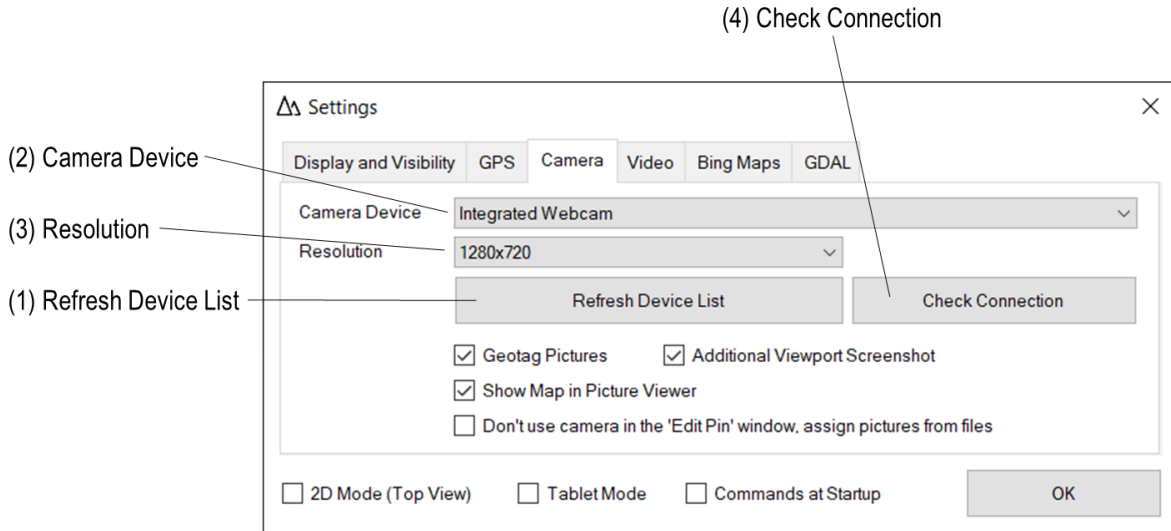 (4) Check Connection
Settings
(2) Camera Device
Display and Visibility GPS Camera Video Bing Maps GDAL
Camera Device Integrated Webcam
(3) Resolution
Resolution 1280x720
(1) Refresh Device List
Refresh Device List Check Connection
Geotag Pictures Additional Viewport Screenshot
Show Map in Picture Viewer
Don't use camera in the 'Edit Pin' window, assign pictures from files
2D Mode (Top View) Tablet Mode Commands at Startup OK